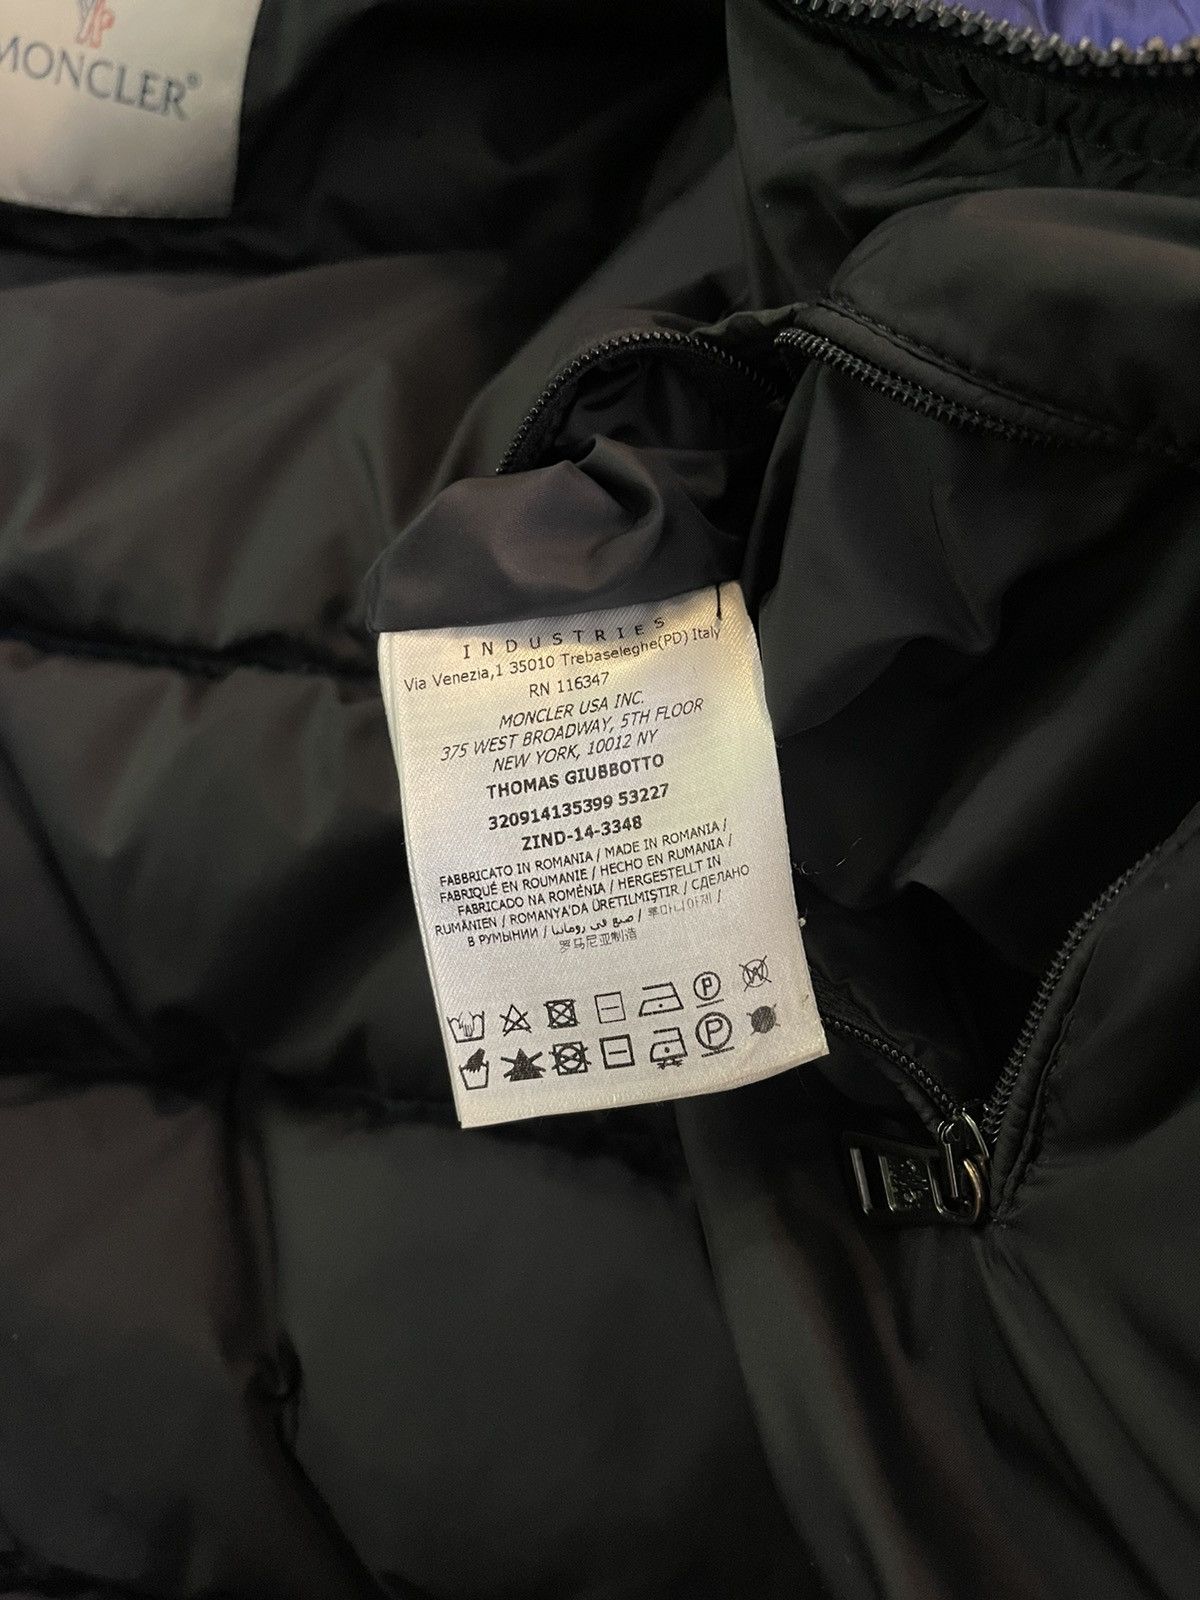 MONCLER®
INDUSTRIES
Via Venezia,1 35010 Trebaseleghe(PD) Italy
RN 116347
MONCLER USA INC.
375 WEST BROADWAY, 5TH FLOOR
NEW YORK, 10012 NY
THOMAS GIUBBOTTO
320914135399 53227
ZIND-14-3348
FABBRICATO IN ROMANIA / MADE IN ROMANIA /
FABRIQUÉ EN ROUMANIE / HECHO EN RUMANIA /
FABRICADO NA ROMÉNIA / HERGESTELLT IN
RUMÄNIEN / ROMANYA'DA ÜRETILMIŞTIR / СДЕЛАНО
В РУМЫНИИ / صنع في رومانيا / 루마니아제 /
罗马尼亚制造
P W
P